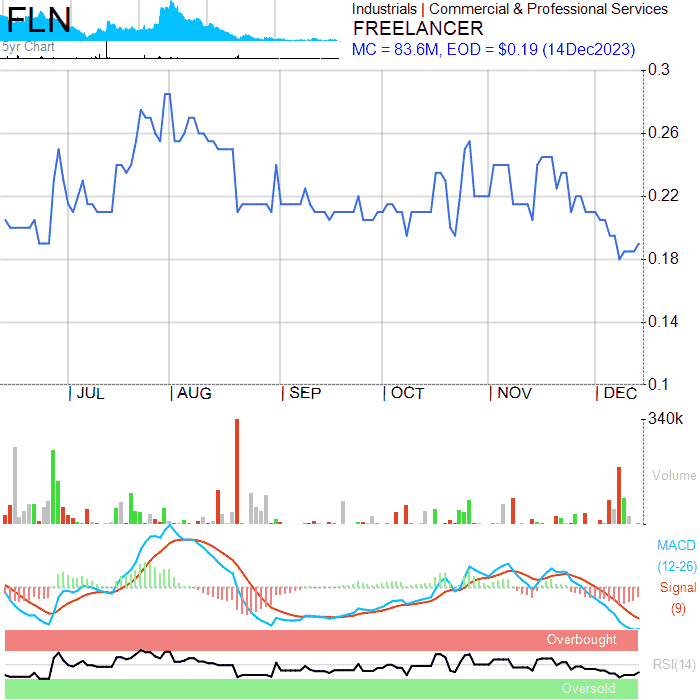 FLN
5yr Chart
Industrials | Commercial & Professional Services
FREELANCER
MC = 83.6M, EOD = $0.19 (14Dec2023)
0.3
0.26
0.22
0.18
0.14
0.1
JUL AUG SEP OCT NOV DEC
340k
Volume
MACD
(12-26)
Signal
(9)
Overbought
RSI(14)
Oversold